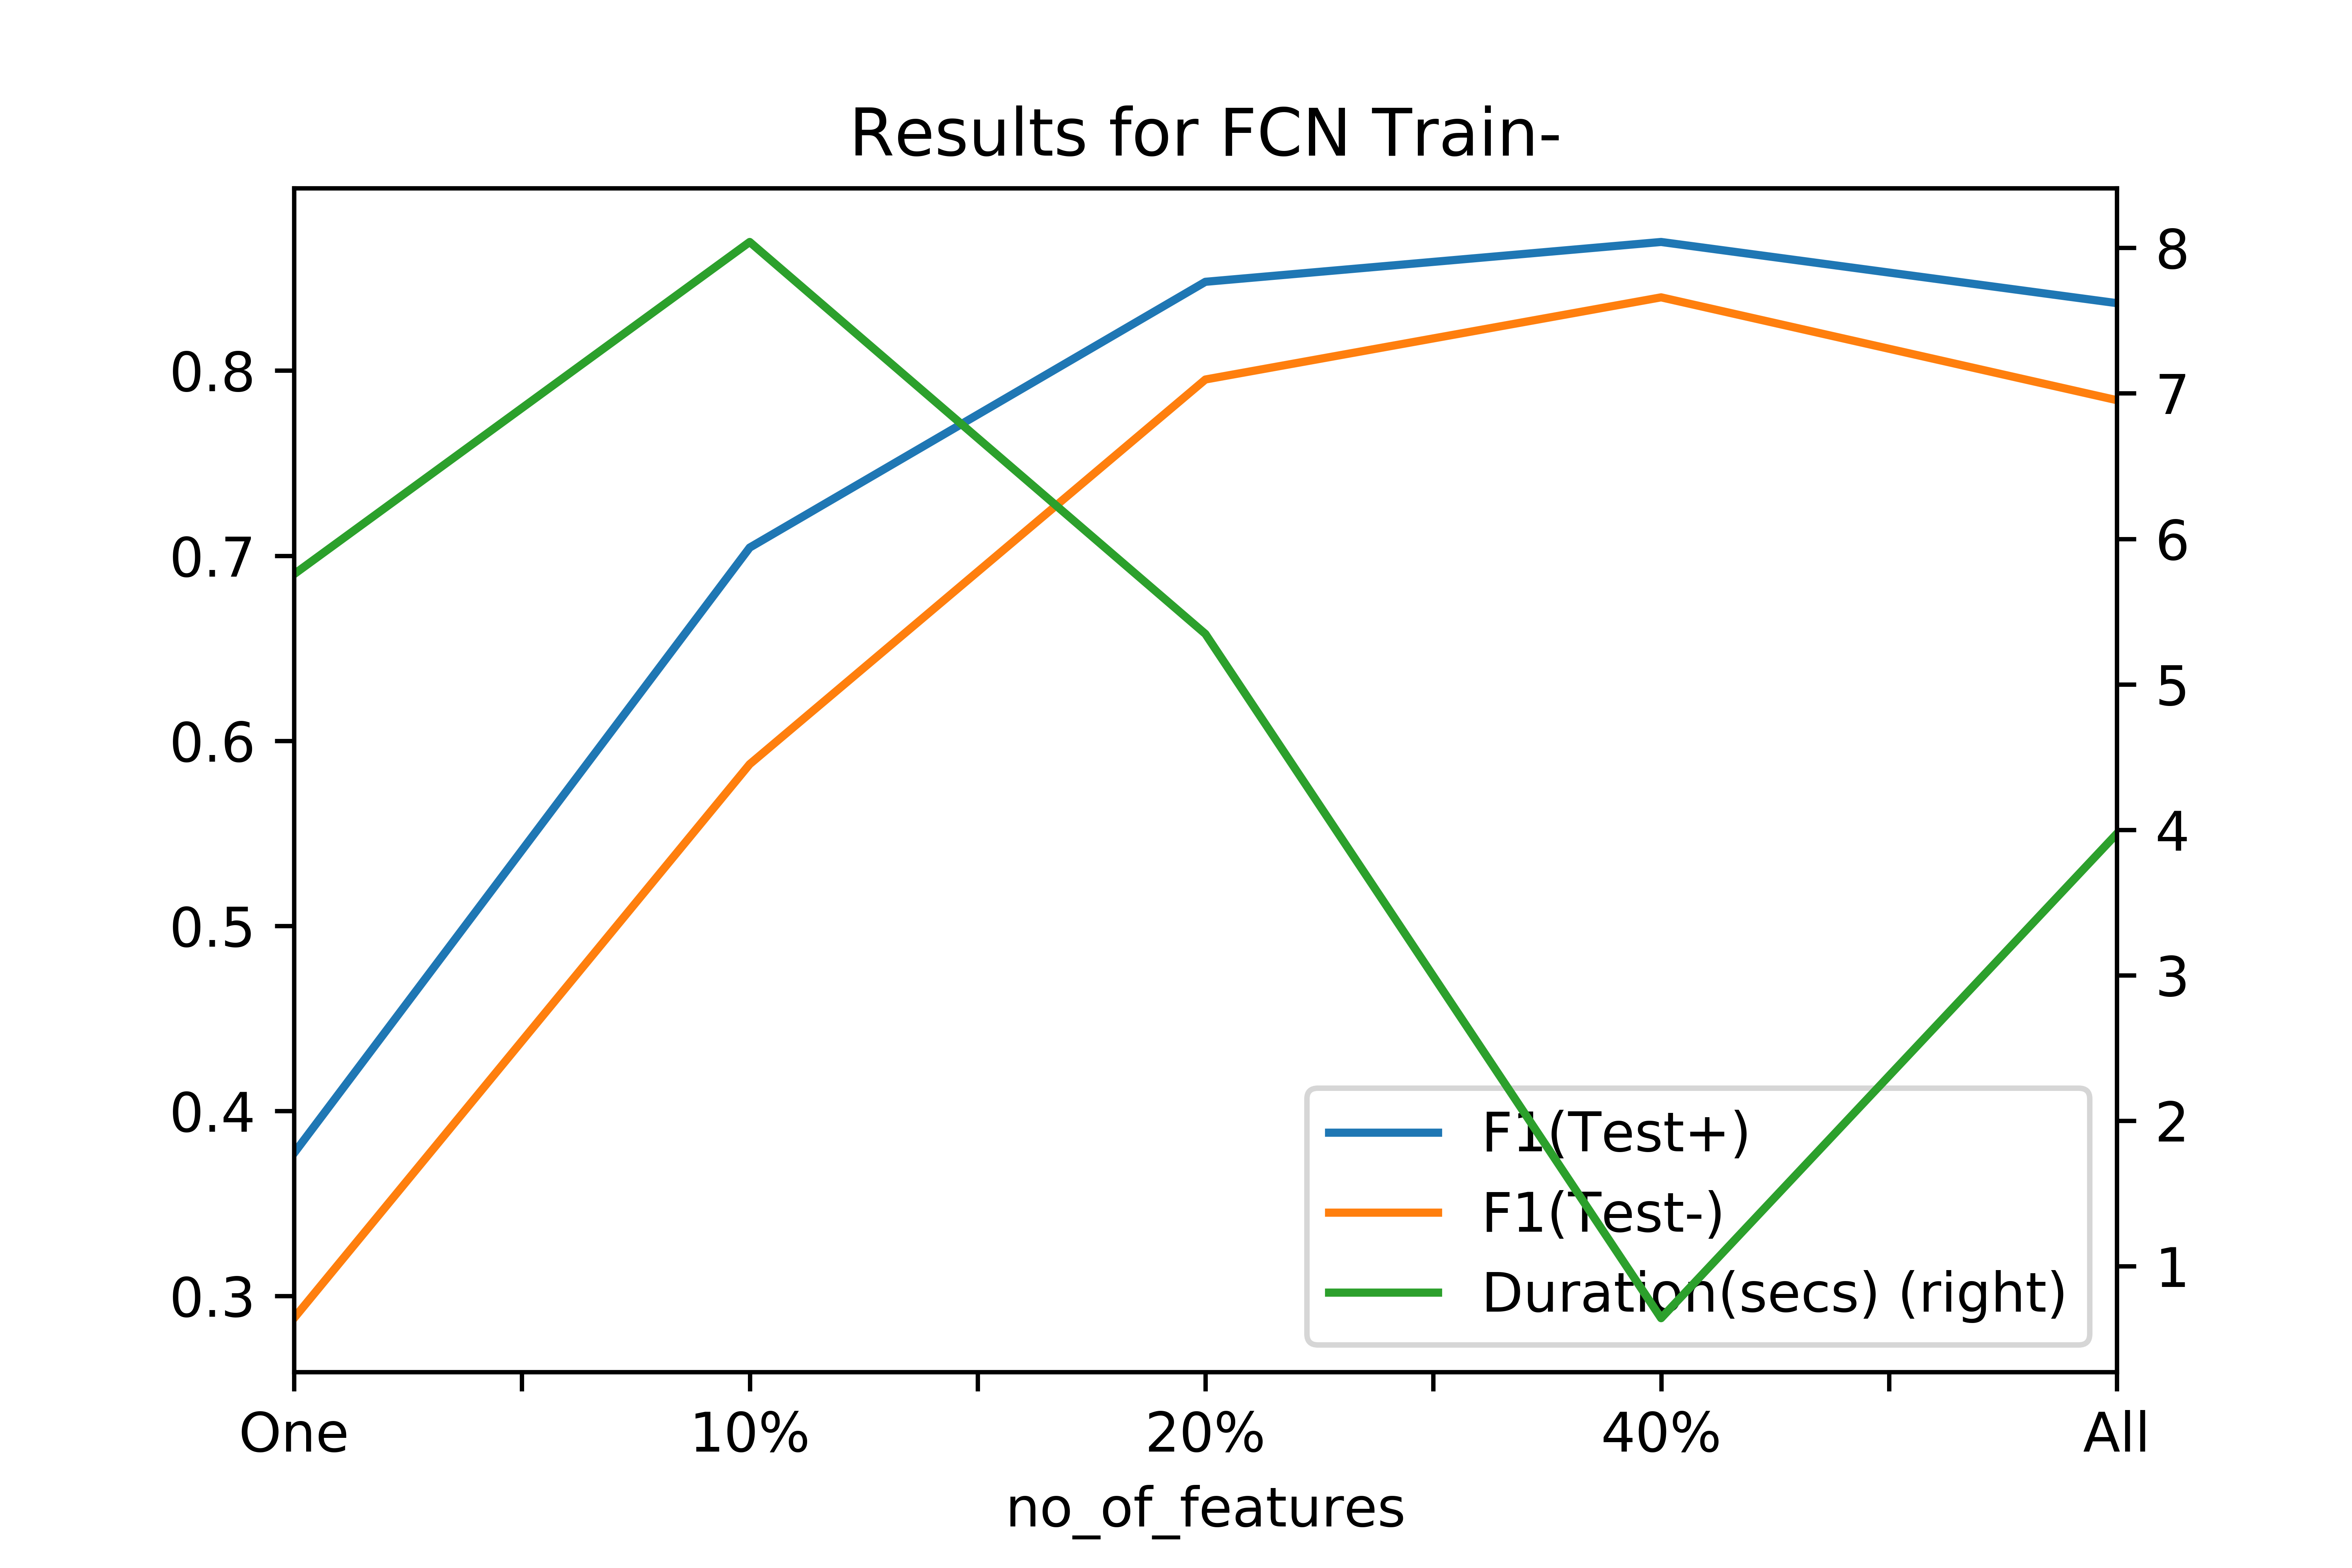 Results for FCN Train-
0.8
0.7
0.6
0.5
0.4
0.3
8
7
6
5
4
3
2
1
F1(Test+)
F1(Test-)
Duration(secs) (right)
One 10% 20% 40% All
no_of_features